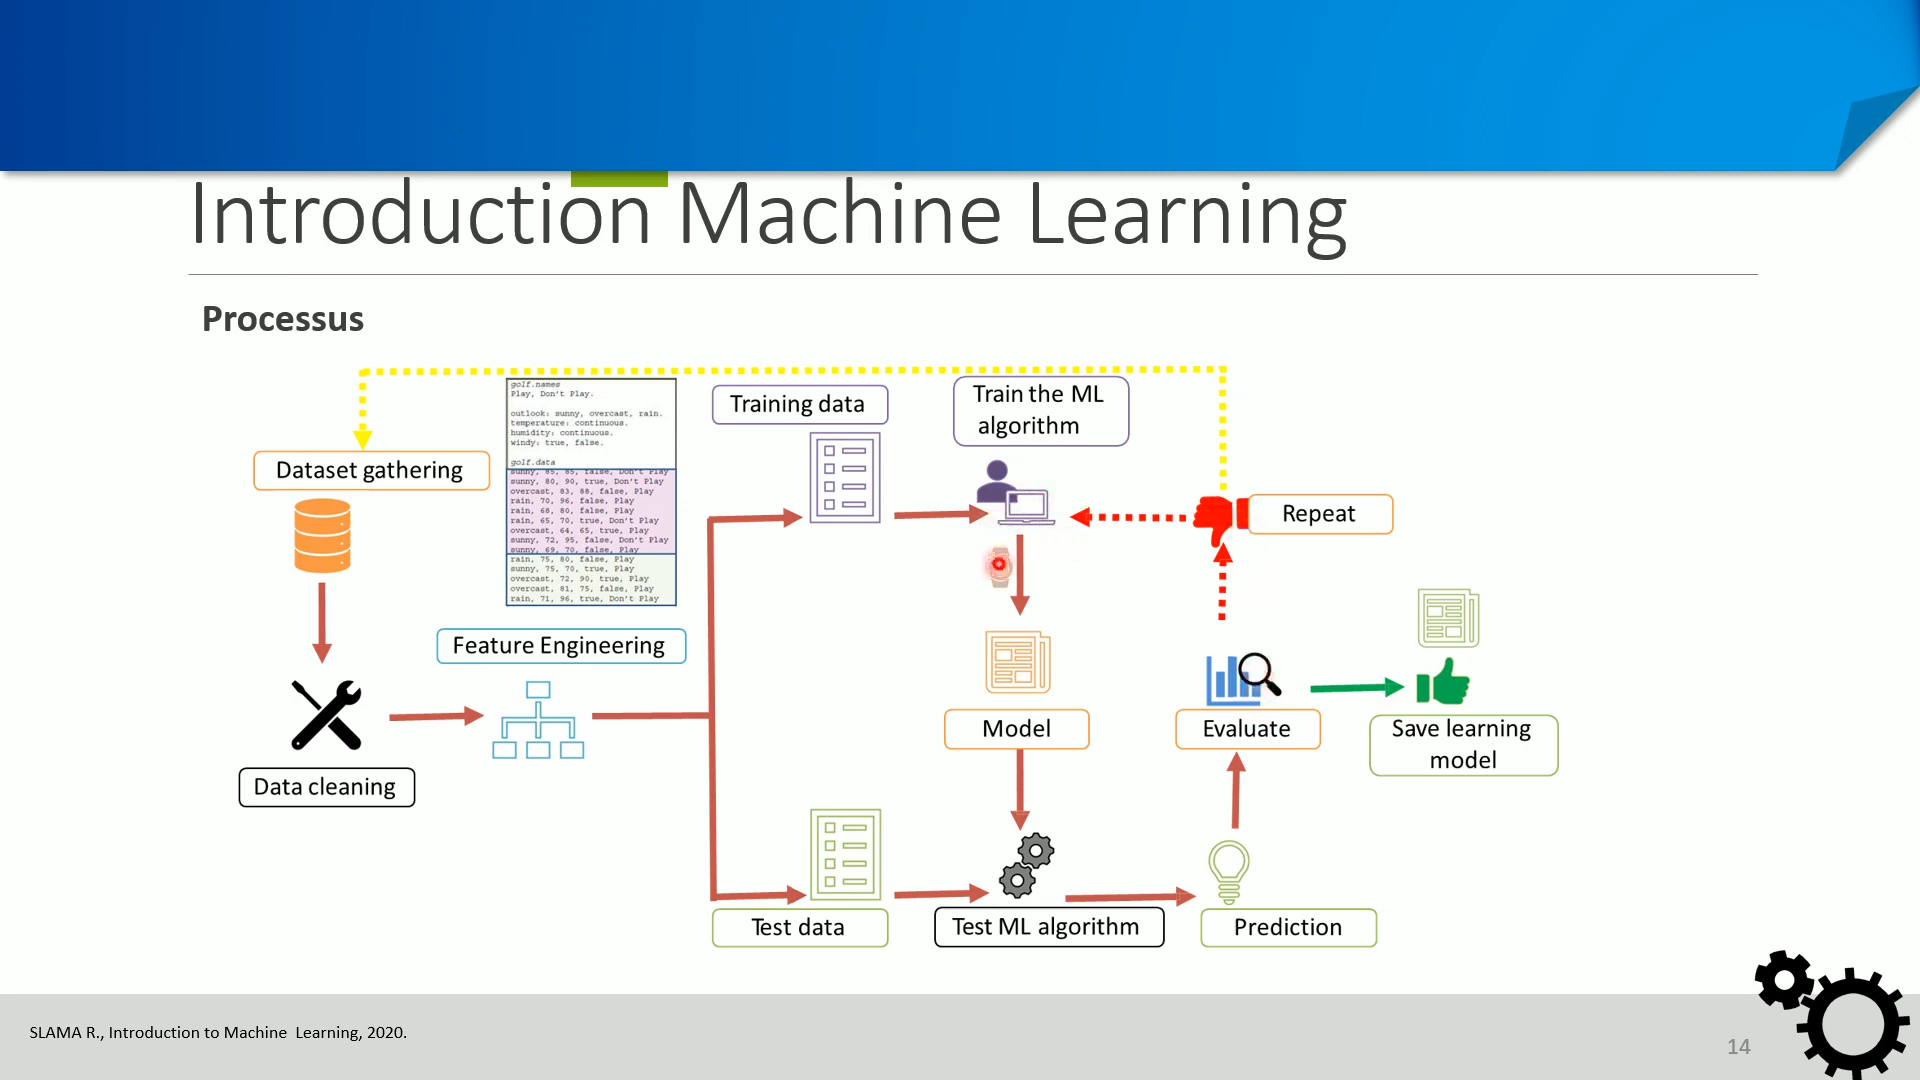 Introduction Machine Learning
Processus
golf.names
Play, Don't Play.
outlook: sunny, overcast, rain.
temperature: continuous.
humidity: continuous.
windy: true, false.
golf.data
sunny, 85, 85, false, Don't Play
sunny, 80, 90, true, Don't Play
overcast, 83, 88, false, Play
rain, 70, 96, false, Play
rain, 68, 80, false, Play
rain, 65, 70, true, Don't Play
overcast, 64, 65, true, Play
sunny, 72, 95, false, Don't Play
sunny, 69, 70, false, Play
rain, 75, 80, false, Play
sunny, 75, 70, true, Play
overcast, 72, 90, true, Play
overcast, 81, 75, false, Play
rain, 71, 96, true, Don't Play
Training data
Train the ML
algorithm
Dataset gathering
Repeat
Feature Engineering
Model
Evaluate
Save learning
model
Data cleaning
Test data
Test ML algorithm
Prediction
SLAMA R., Introduction to Machine Learning, 2020.
14